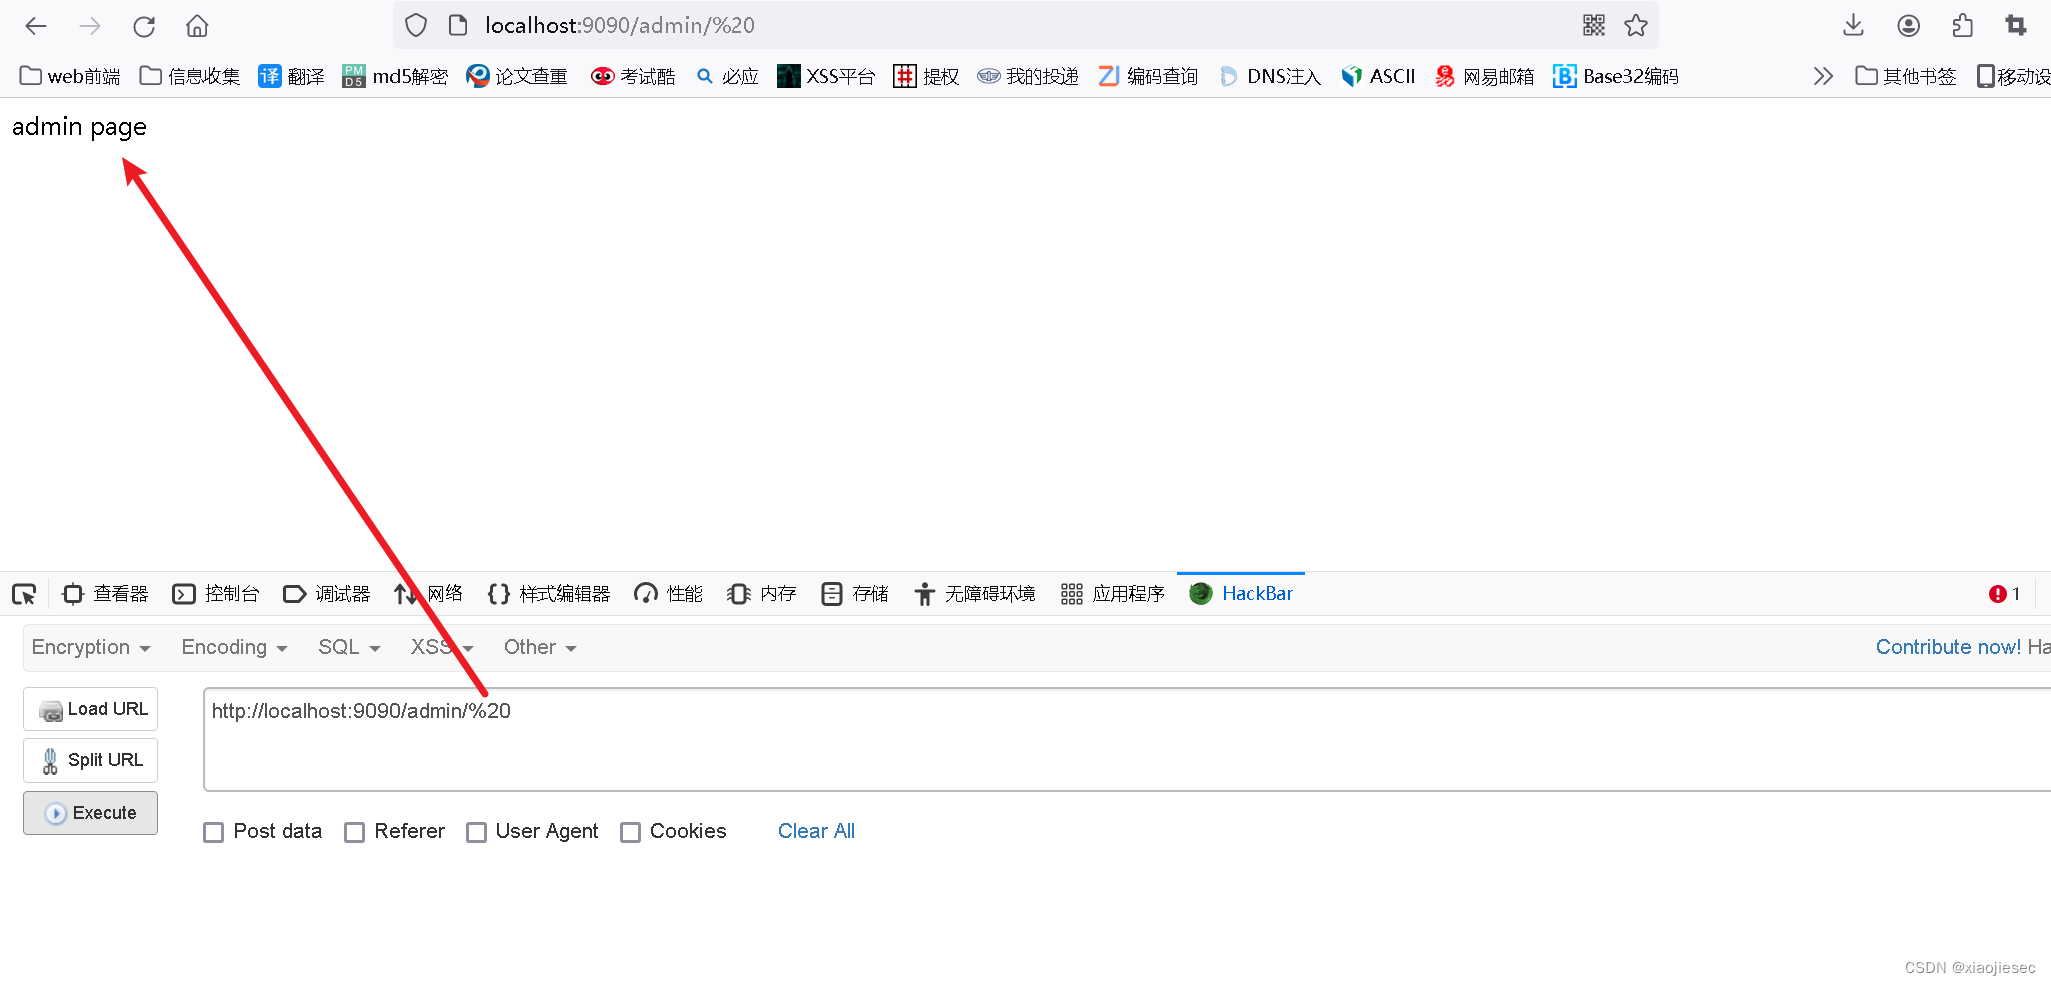 localhost:9090/admin/%20
web前端 信息收集 译 翻译 PM D5 md5解密 论文查重 考试酷 必应 XSS平台 提权 我的投递 编码查询 DNS注入 ASCII 网易邮箱 Base32编码 其他书签 移动设
admin page
查看器 控制台 调试器 网络 样式编辑器 性能 内存 存储 无障碍环境 应用程序 HackBar 1
Encryption Encoding SQL XSS Other Contribute now! Ha
Load URL
http://localhost:9090/admin/%20
Split URL
Execute
Post data Referer User Agent Cookies Clear All
CSDN @xiaojiesec